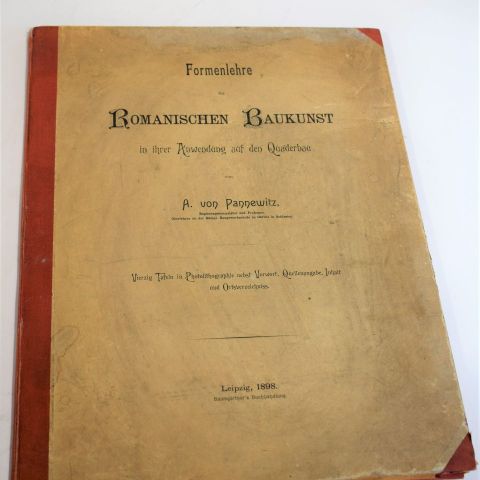 Formenlehre
der
ROMANISCHEN BAUKUNST
in ihrer Anwendung auf den Quaderbau
von
A. von Pannewitz,
Vierzig Tafeln in Photolithographie nebst Vorwort, Quellenangabe, Inhalt
und Ortsverzeichniss.
Leipzig, 1898.
Baumgärtner's Buchhandlung.